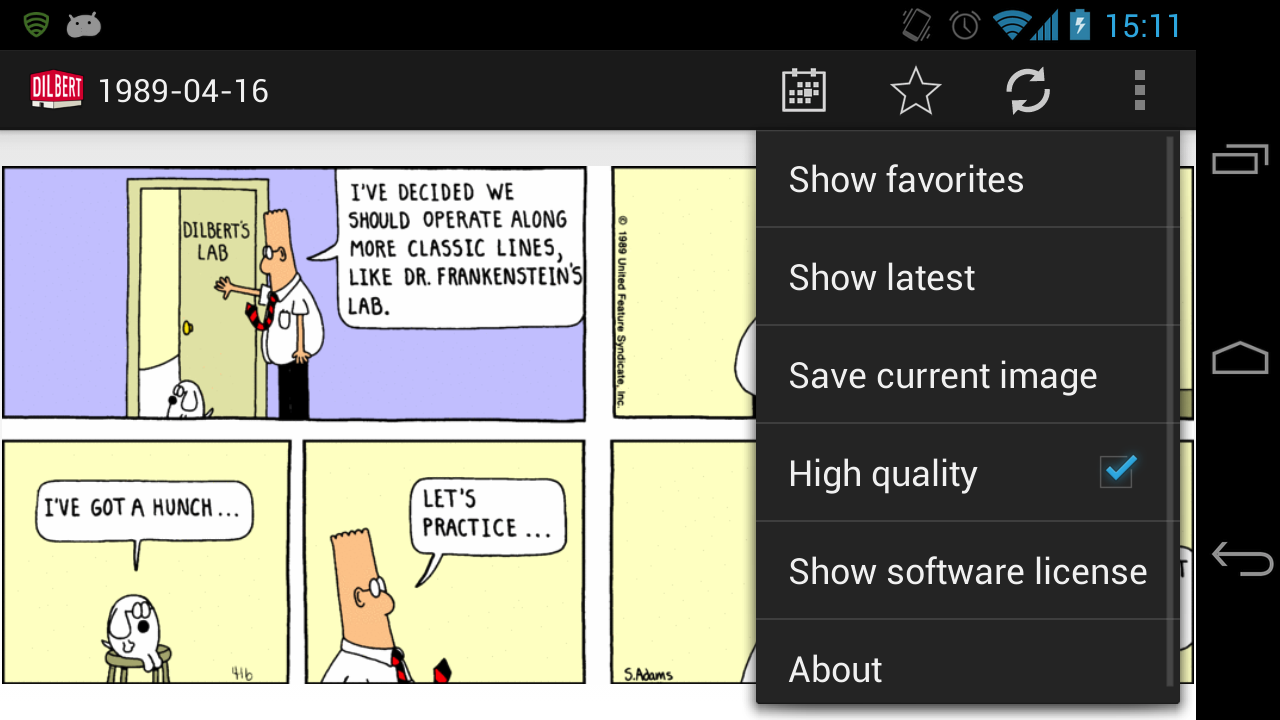 15:11
DILBERT
1989-04-16
DILBERT'S
LAB
I'VE DECIDED WE
SHOULD OPERATE ALONG
MORE CLASSIC LINES,
LIKE DR. FRANKENSTEIN'S
LAB.
© 1989 United Feature Syndicate, Inc.
I'VE GOT A HUNCH...
4-16
LET'S
PRACTICE ...
S.Adams
Show favorites
Show latest
Save current image
High quality
Show software license
About